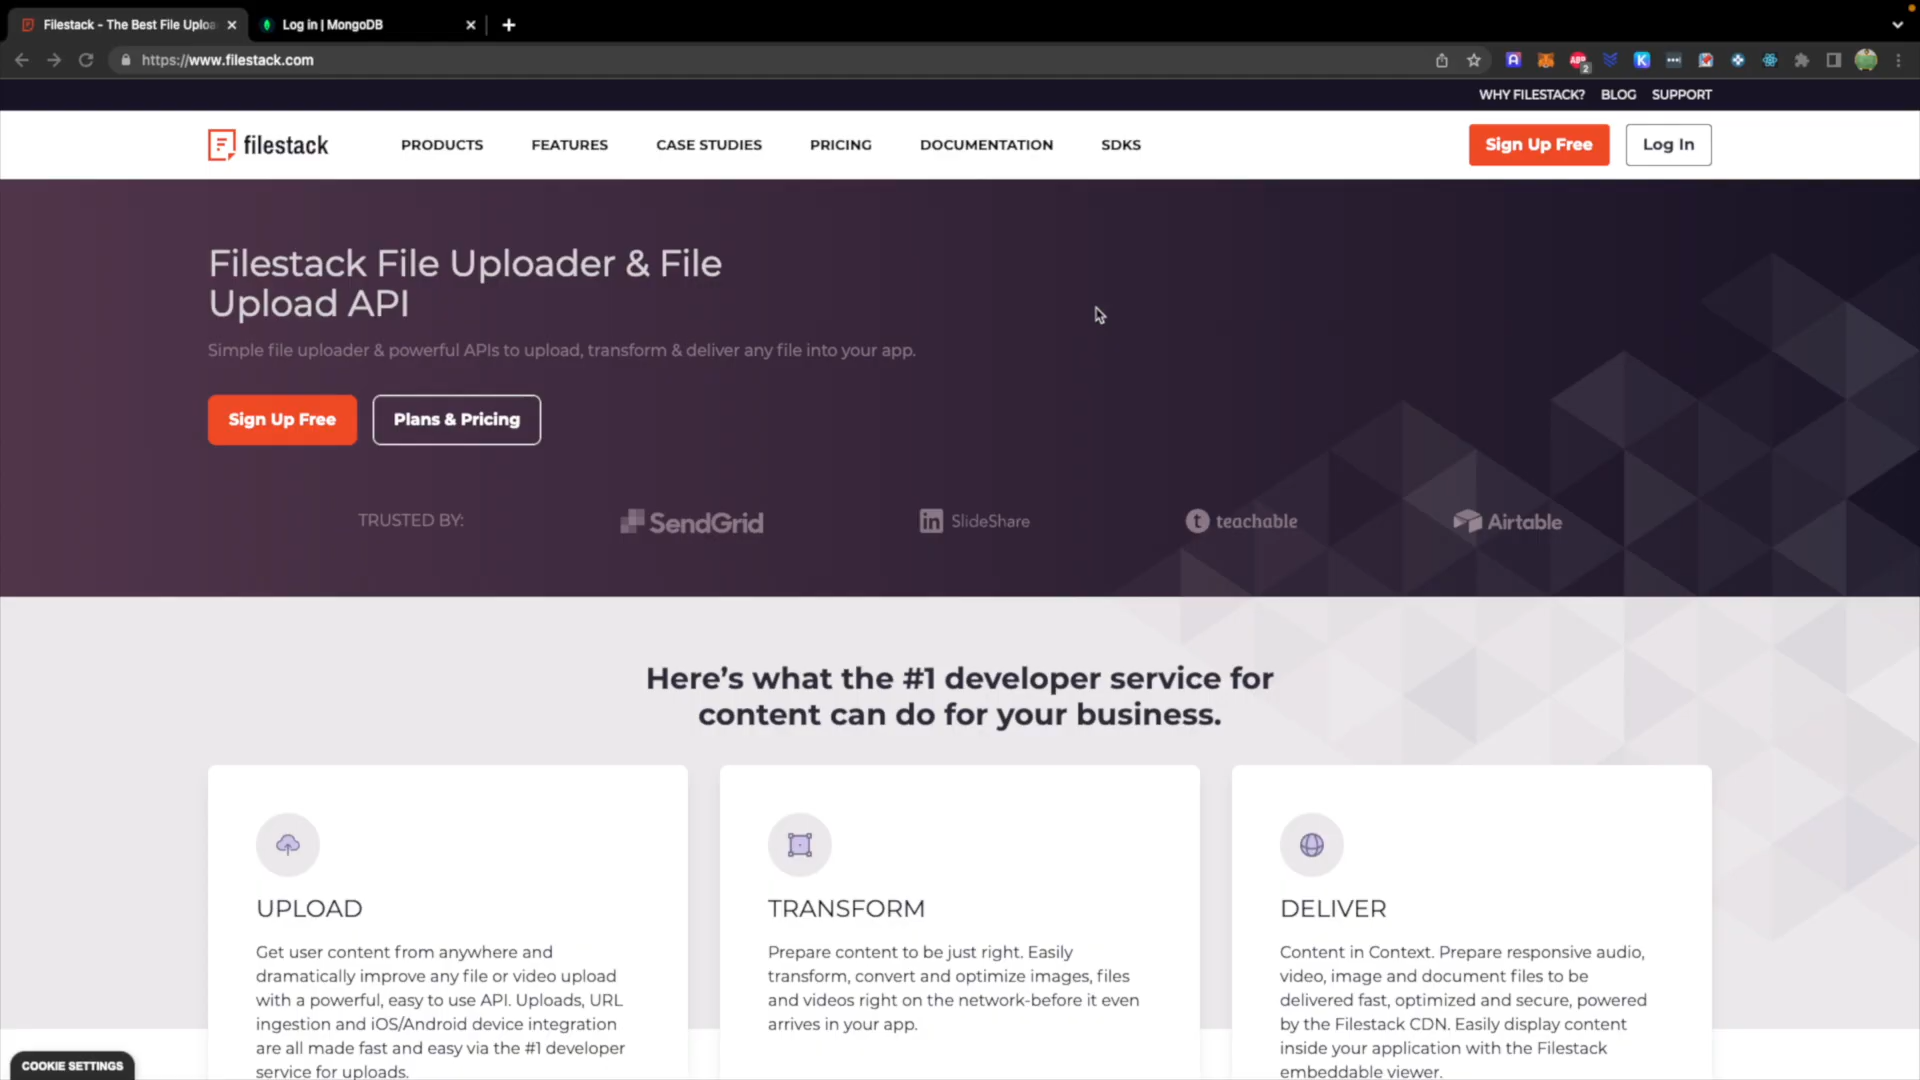 Filestack - The Best File Uploa
Log in | MongoDB
https://www.filestack.com
ABP
2
K
WHY FILESTACK?
BLOG
SUPPORT
filestack
PRODUCTS
FEATURES
CASE STUDIES
PRICING
DOCUMENTATION
SDKS
Sign Up Free
Log In
Filestack File Uploader & File
Upload API
Simple file uploader & powerful APIs to upload, transform & deliver any file into your app.
Sign Up Free
Plans & Pricing
TRUSTED BY:
SendGrid
in SlideShare
t teachable
Airtable
Here's what the #1 developer service for
content can do for your business.
UPLOAD
Get user content from anywhere and
dramatically improve any file or video upload
with a powerful, easy to use API. Uploads, URL
ingestion and iOS/Android device integration
are all made fast and easy via the #1 developer
service for uploads.
TRANSFORM
Prepare content to be just right. Easily
transform, convert and optimize images, files
and videos right on the network-before it even
arrives in your app.
DELIVER
Content in Context. Prepare responsive audio,
video, image and document files to be
delivered fast, optimized and secure, powered
by the Filestack CDN. Easily display content
inside your application with the Filestack
embeddable viewer.
COOKIE SETTINGS